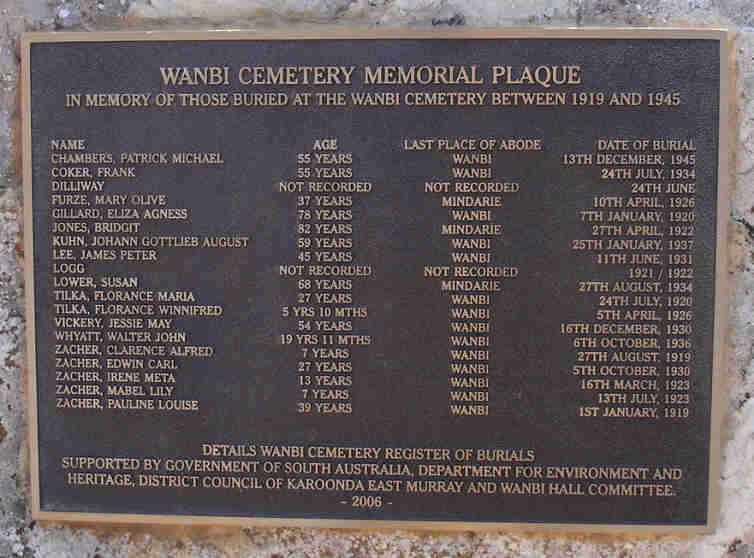 WANBI CEMETERY MEMORIAL PLAQUE
IN MEMORY OF THOSE BURIED AT THE WANBI CEMETERY BETWEEN 1919 AND 1945
NAME AGE LAST PLACE OF ABODE DATE OF BURIAL
CHAMBERS, PATRICK MICHAEL 55 YEARS WANBI 13TH DECEMBER, 1945
COKER, FRANK 55 YEARS WANBI 24TH JULY, 1934
DILLIWAY NOT RECORDED NOT RECORDED 24TH JUNE
FURZE, MARY OLIVE 37 YEARS MINDARIE 10TH APRIL, 1926
GILLARD, ELIZA AGNESS 78 YEARS WANBI 7TH JANUARY, 1920
JONES, BRIDGIT 82 YEARS MINDARIE 27TH APRIL, 1922
KUHN, JOHANN GOTTLIEB AUGUST 59 YEARS WANBI 25TH JANUARY, 1937
LEE, JAMES PETER 45 YEARS WANBI 11TH JUNE, 1931
LOGG NOT RECORDED NOT RECORDED 1921 / 1922
LOWER, SUSAN 68 YEARS MINDARIE 27TH AUGUST, 1934
TILKA, FLORANCE MARIA 27 YEARS WANBI 24TH JULY, 1920
TILKA, FLORANCE WINNIFRED 5 YRS 10 MTHS WANBI 5TH APRIL, 1926
VICKERY, JESSIE MAY 54 YEARS WANBI 16TH DECEMBER, 1930
WHYATT, WALTER JOHN 19 YRS 11 MTHS WANBI 6TH OCTOBER, 1936
ZACHER, CLARENCE ALFRED 7 YEARS WANBI 27TH AUGUST, 1919
ZACHER, EDWIN CARL 27 YEARS WANBI 5TH OCTOBER, 1930
ZACHER, IRENE META 13 YEARS WANBI 16TH MARCH, 1923
ZACHER, MABEL LILY 7 YEARS WANBI 13TH JULY, 1923
ZACHER, PAULINE LOUISE 39 YEARS WANBI 1ST JANUARY, 1919
DETAILS WANBI CEMETERY REGISTER OF BURIALS
SUPPORTED BY GOVERNMENT OF SOUTH AUSTRALIA, DEPARTMENT FOR ENVIRONMENT AND
HERITAGE, DISTRICT COUNCIL OF KAROONDA EAST MURRAY AND WANBI HALL COMMITTEE.
- 2006 -